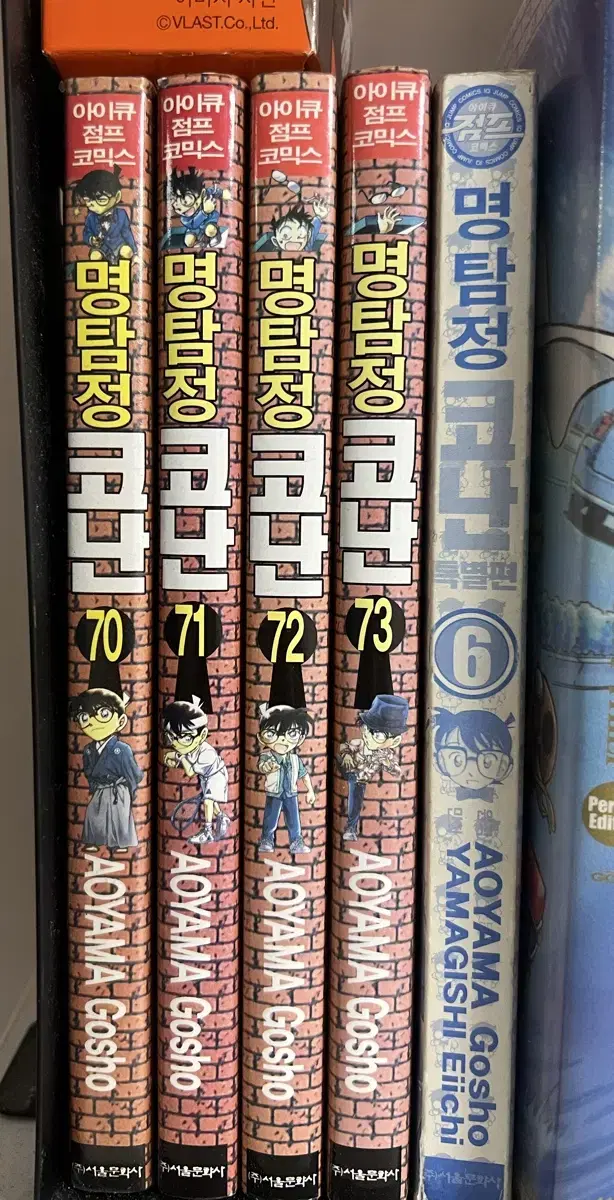 ©VLAST.Co.,Ltd.
아이큐
점프
코믹스
명탐정
코난
70
AOYAMA Gosho
(주)서울문화사
아이큐
점프
코믹스
명탐정
코난
71
AOYAMA Gosho
(주)서울문화사
아이큐
점프
코믹스
명탐정
코난
72
AOYAMA Gosho
(주)서울문화사
아이큐
점프
코믹스
명탐정
코난
73
AOYAMA Gosho
(주)서울문화사
아이큐
점프
코믹스
명탐정
코난
특별편
6
AOYAMA Gosho
YAMAGISHI Eiichi
(주)서울문화사
Per
Edit